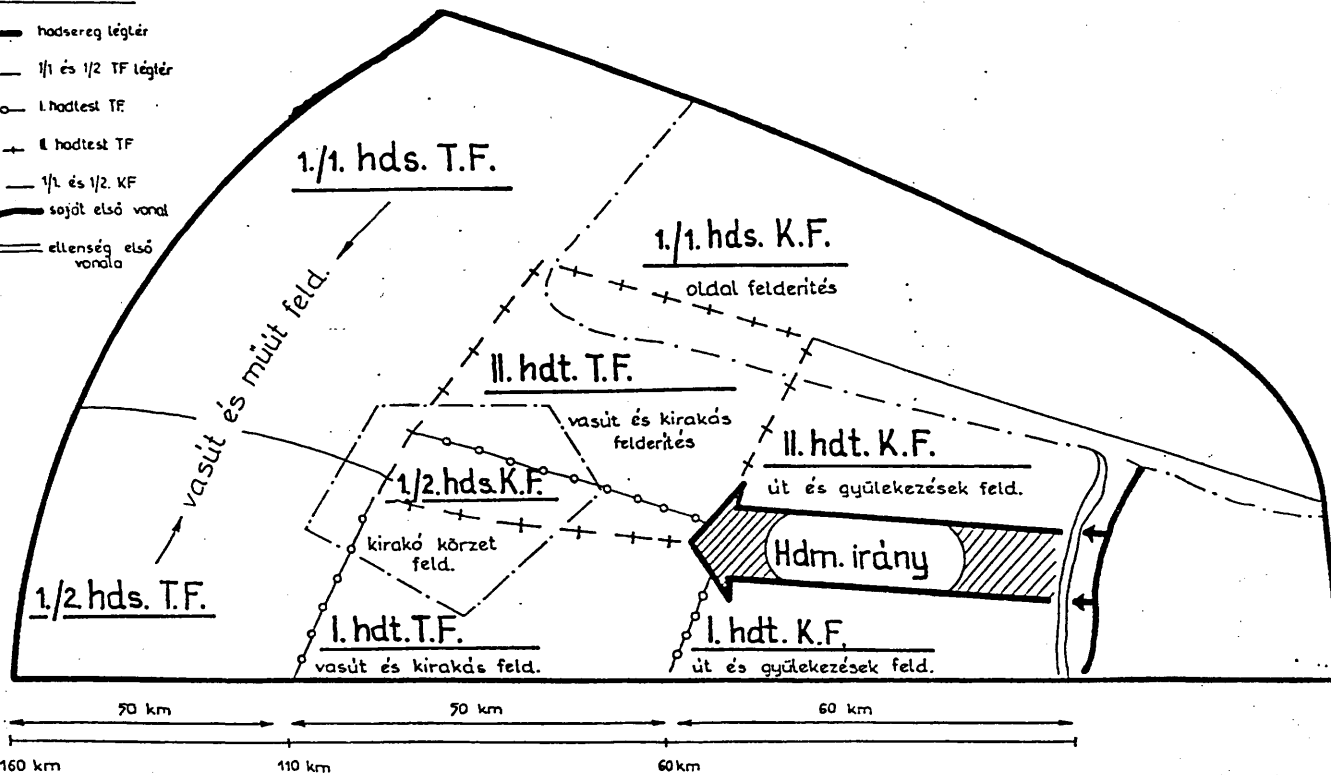 hadsereg légtér
1/1 és 1/2 TF légtér
I. hadtest TF.
II. hadtest TF
1/1. és 1/2. KF
saját első vonal
ellenség első
vonala
1./1. hds. T.F.
vasút és műút feld.
1./2. hds. T.F.
1./1. hds. K.F.
oldal felderítés
II. hdt. T.F.
vasút és kirakás
felderítés
1./2. hds. K.F.
kirakó körzet
feld.
II. hdt. K.F.
út és gyülekezések feld.
Hdm. irány
I. hdt. T.F.
vasút és kirakás feld.
I. hdt. K.F.
út és gyülekezések feld.
50 km
50 km
60 km
160 km
110 km
60 km